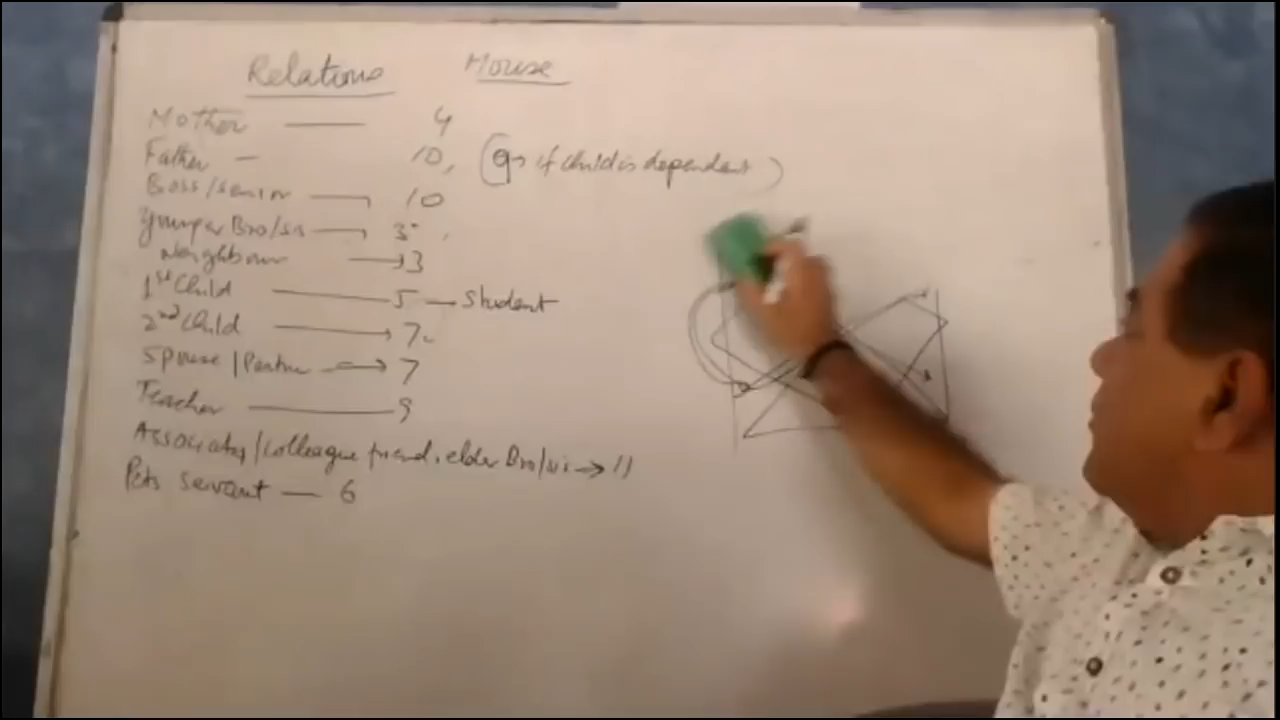 Relations House
Mother — 4
Father – 10, (9→ if child is dependent)
Boss/senior — 10
Younger Bro/sis — 3
Neighbour → 3
1st Child — 5 — student
2nd Child → 7
Spouse/Partner → 7
Teacher — 9
Associates/Colleague friend, elder Bro/sis → 11
Pets servant — 6